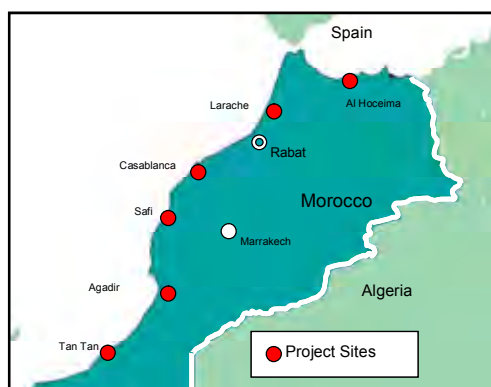 Spain
Al Hoceima
Larache
Rabat
Casablanca
Morocco
Safi
Marrakech
Agadir
Algeria
Tan Tan
Project Sites